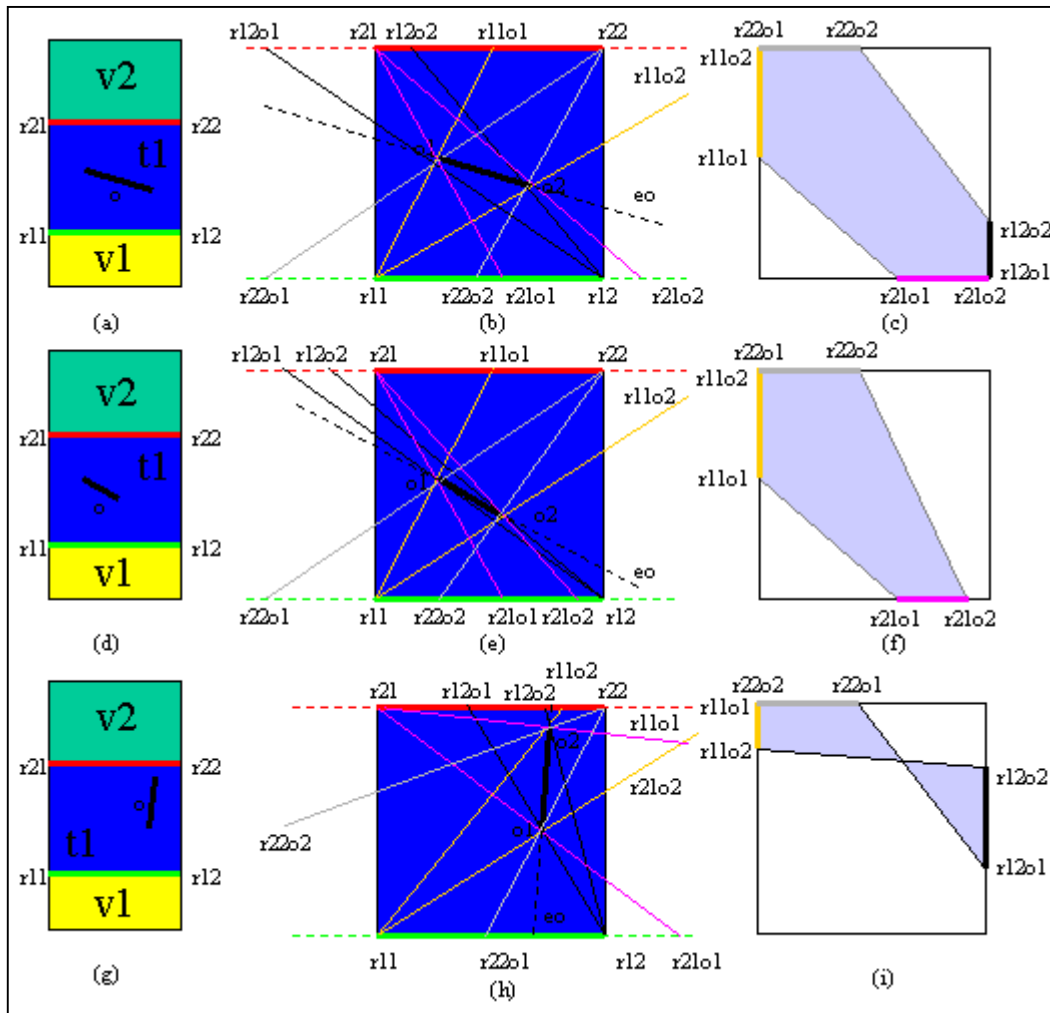 v2
r21 r22
t1
o
r11 r12
v1
(a)
r12o1 r21 r12o2 r11o1 r22
r11o2
o1
o2
eo
r22o1 r11 r22o2 r21o1 r12 r21o2
(b)
r22o1 r22o2
r11o2
r11o1
r12o2
r12o1
r21o1 r21o2
(c)
v2
r21 r22
t1
o
r11 r12
v1
(d)
r12o1 r12o2 r21 r11o1 r22
r11o2
o1
o2
eo
r22o1 r11 r22o2 r21o1 r21o2 r12
(e)
r22o1 r22o2
r11o2
r11o1
r21o1 r21o2
(f)
v2
r21 r22
o
t1
r11 r12
v1
(g)
r11o2
r21 r12o1 r12o2 r22
r11o1
o2
r21o2
o1
r22o2
eo
r11 r22o1 r12 r21o1
(h)
r22o2 r22o1
r11o1
r11o2
r12o2
r12o1
(i)